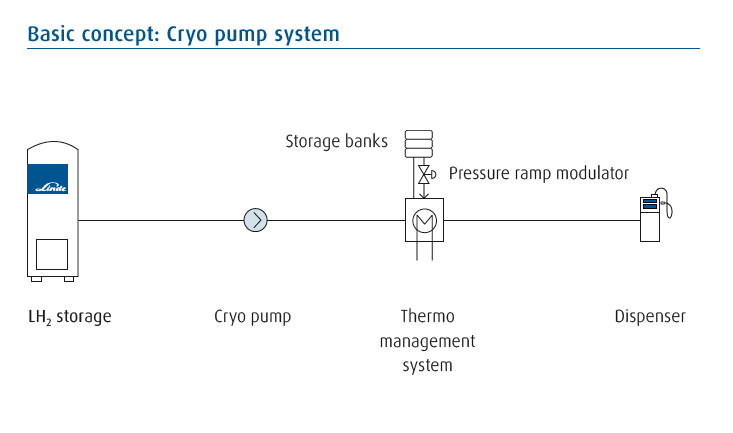 Basic concept: Cryo pump system
Storage banks
Pressure ramp modulator
Linde
LH₂ storage
Cryo pump
Thermo
management
system
Dispenser